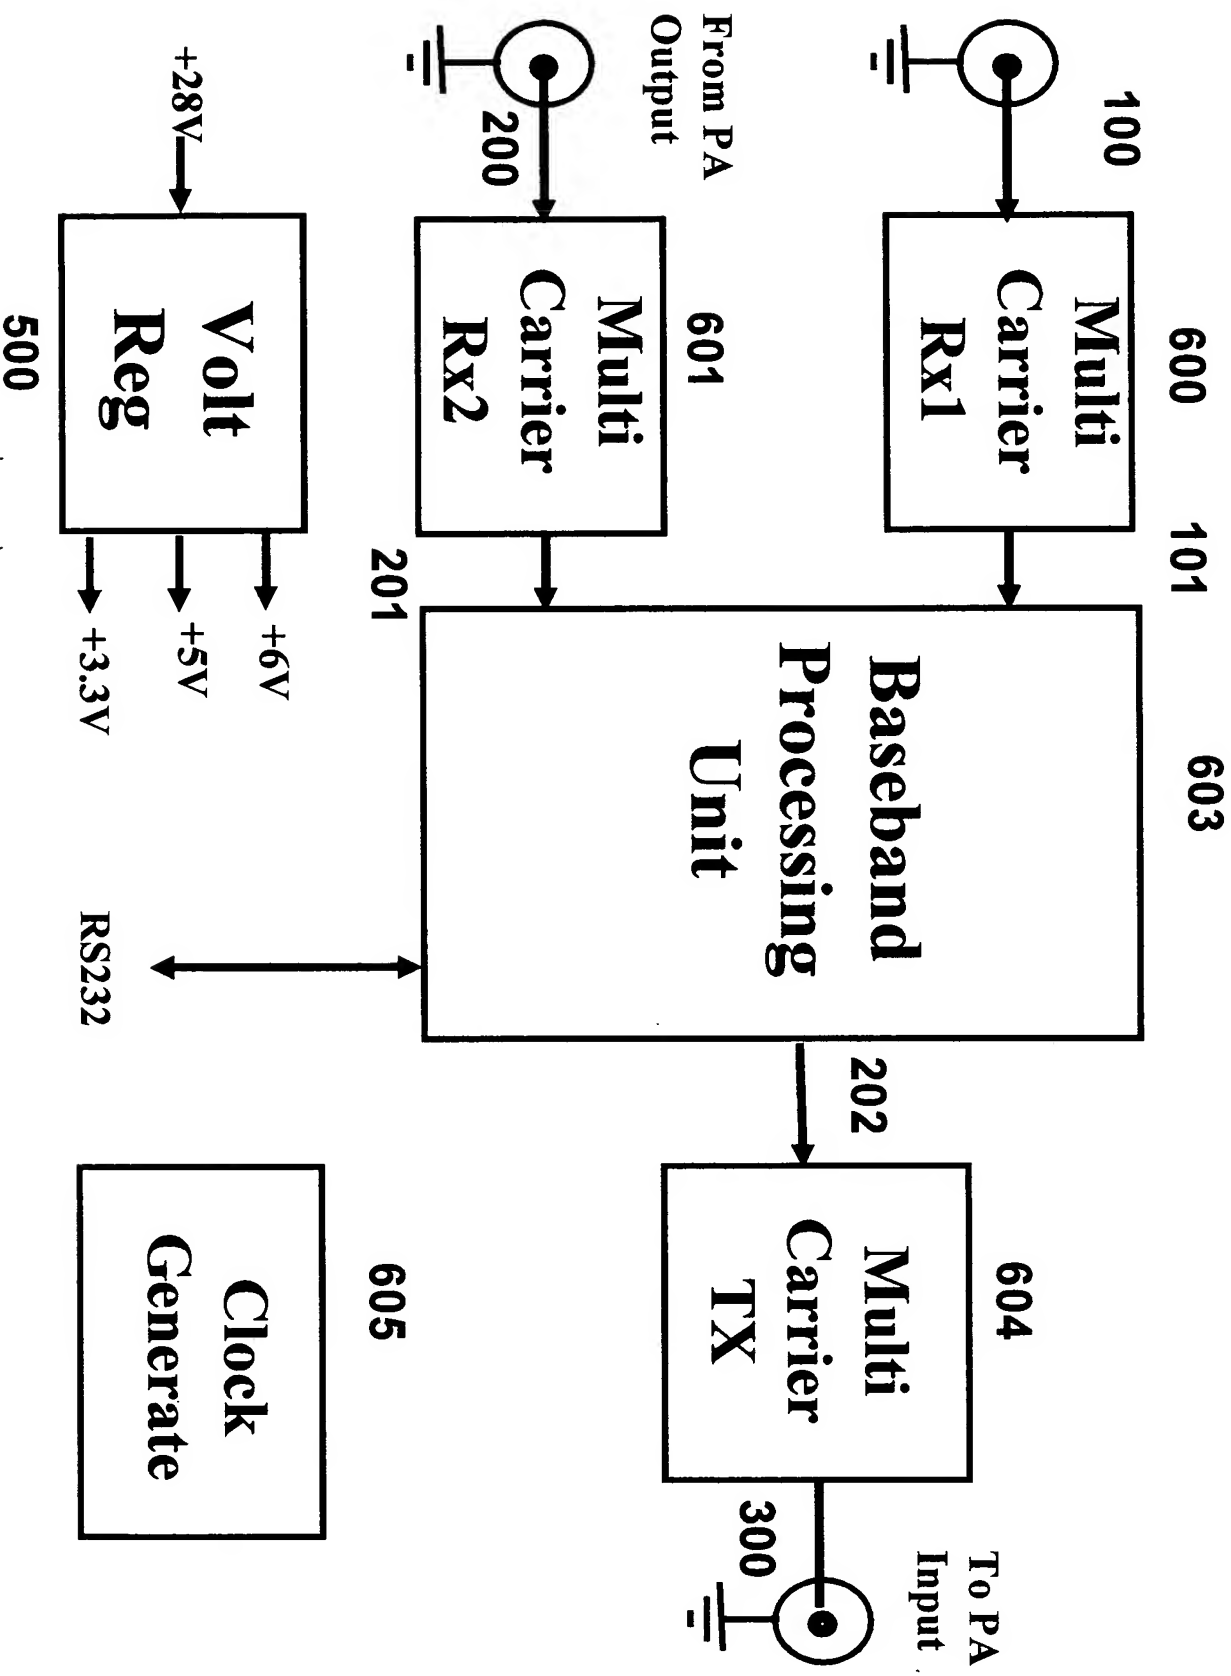 100
600
Multi
Carrier
Rx1
101
603
Baseband
Processing
Unit
From PA
Output
200
601
Multi
Carrier
Rx2
201
202
604
Multi
Carrier
TX
To PA
Input
300
+28V
Volt
Reg
500
+6V
+5V
+3.3V
RS232
605
Clock
Generate